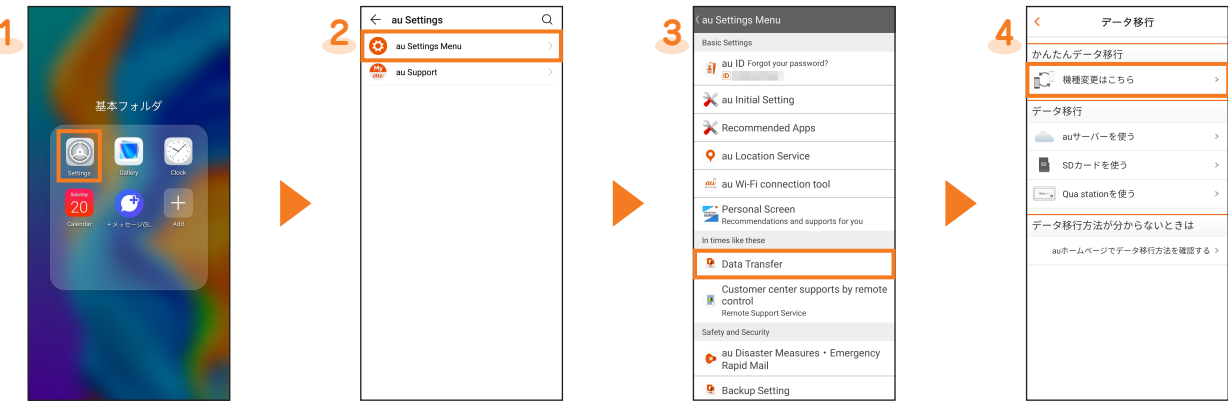 1
基本フォルダ
Settings
Gallery
Clock
Saturday
20
Calendar
+メッセージ(S..
Add
2
au Settings
au Settings Menu
My au
au Support
3
au Settings Menu
Basic Settings
au ID Forgot your password?
ID
au Initial Setting
Recommended Apps
au Location Service
au
au Wi-Fi connection tool
Personal Screen
Recommendations and supports for you
In times like these
Data Transfer
Customer center supports by remote
control
Remote Support Service
Safety and Security
au Disaster Measures・Emergency
Rapid Mail
Backup Setting
4
データ移行
かんたんデータ移行
機種変更はこちら
データ移行
auサーバーを使う
SD
SDカードを使う
Qua stationを使う
データ移行方法が分からないときは
auホームページでデータ移行方法を確認する